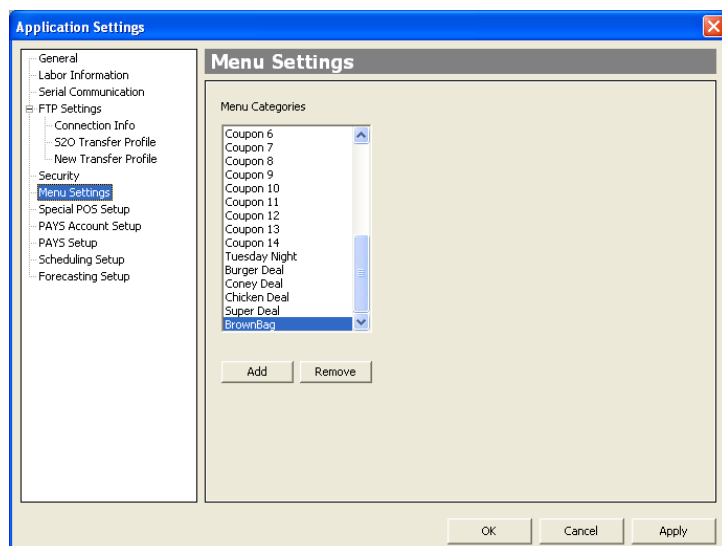 Application Settings
General
Labor Information
Serial Communication
FTP Settings
Connection Info
S2O Transfer Profile
New Transfer Profile
Security
Menu Settings
Special POS Setup
PAYS Account Setup
PAYS Setup
Scheduling Setup
Forecasting Setup
Menu Settings
Menu Categories
Coupon 6
Coupon 7
Coupon 8
Coupon 9
Coupon 10
Coupon 11
Coupon 12
Coupon 13
Coupon 14
Tuesday Night
Burger Deal
Coney Deal
Chicken Deal
Super Deal
BrownBag
Add Remove
OK Cancel Apply